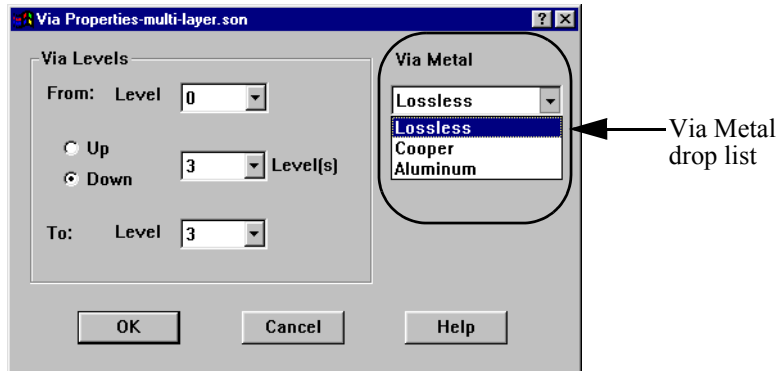 Via Properties-multi-layer.son
Via Levels
From: Level 0
Up
Down
3 Level(s)
To: Level 3
Via Metal
Lossless
Lossless
Cooper
Aluminum
Via Metal
drop list
OK Cancel Help